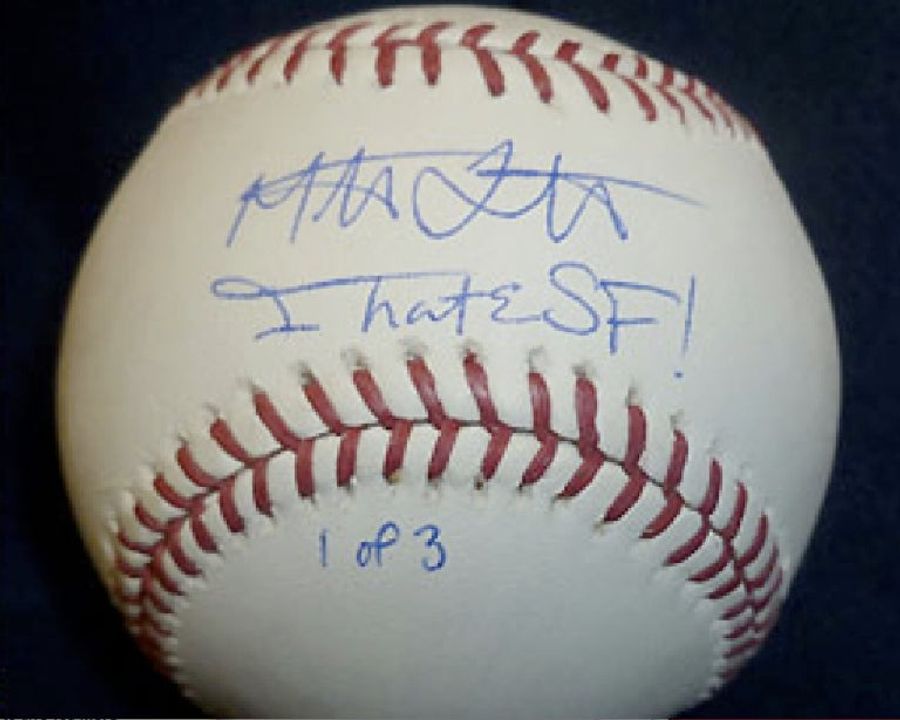 I hate SF!
1 of 3